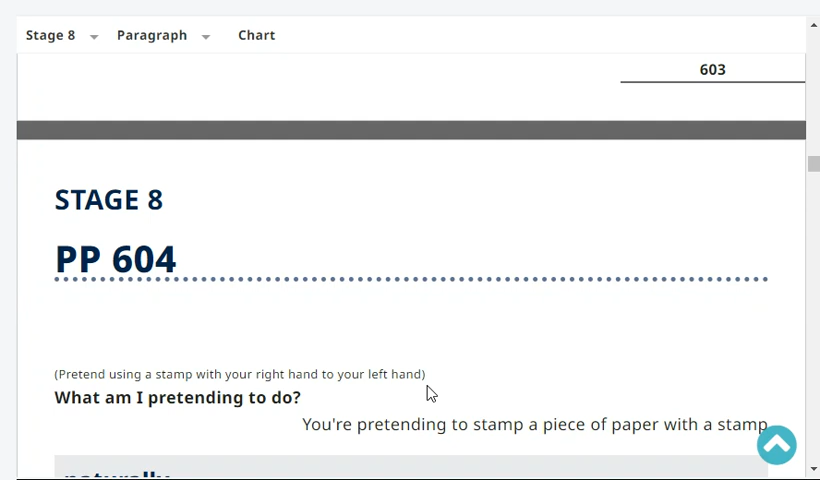 Stage 8 Paragraph Chart
603
STAGE 8
PP 604
(Pretend using a stamp with your right hand to your left hand)
What am I pretending to do?
You're pretending to stamp a piece of paper with a stamp
naturally